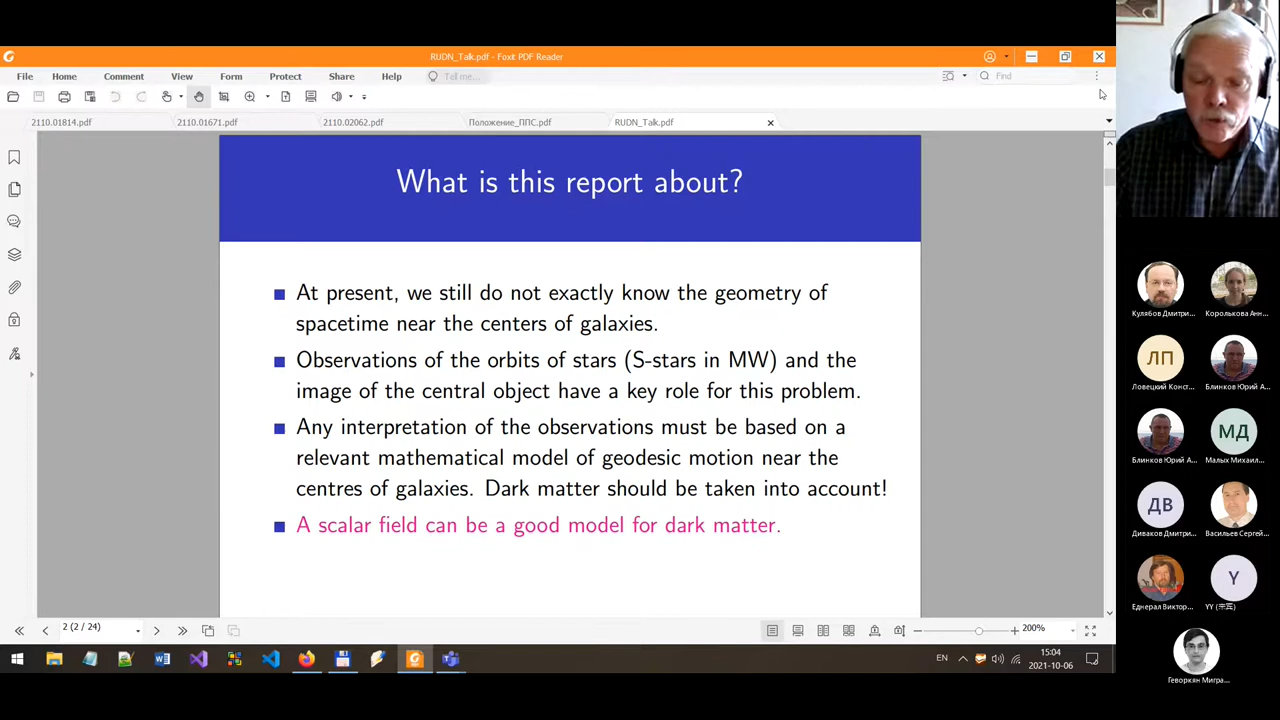 RUDN_Talk.pdf - Foxit PDF Reader
File Home Comment View Form Protect Share Help Tell me... Find
2110.01814.pdf 2110.01671.pdf 2110.02062.pdf Положение_ППС.pdf RUDN_Talk.pdf
What is this report about?
At present, we still do not exactly know the geometry of
spacetime near the centers of galaxies.
Observations of the orbits of stars (S-stars in MW) and the
image of the central object have a key role for this problem.
Any interpretation of the observations must be based on a
relevant mathematical model of geodesic motion near the
centres of galaxies. Dark matter should be taken into account!
A scalar field can be a good model for dark matter.
2 (2 / 24)
200%
EN
15:04
2021-10-06
Кулябов Дмитри... Королькова Анн...
ЛП
Ловецкий Конст... Блинков Юрий А...
МД
Блинков Юрий А... Малых Михаил...
ДВ
Диваков Дмитри... Васильев Сергей...
Y
Еднерал Виктор... YY
Геворкян Мигра...